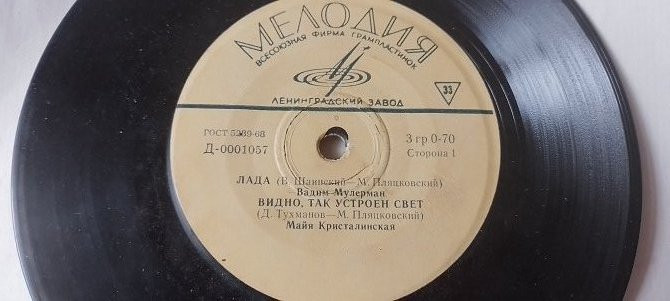 МЕЛОДИЯ
ВСЕСОЮЗНАЯ ФИРМА ГРАМПЛАСТИНОК
33
ЛЕНИНГРАДСКИЙ ЗАВОД
ГОСТ 5289-68
Д-0001057
3 гр. 0-70
Сторона 1
ЛАДА (В. Шаинский—М. Пляцковский)
Вадим Мулерман
ВИДНО, ТАК УСТРОЕН СВЕТ
(Д. Тухманов—М. Пляцковский)
Майя Кристалинская